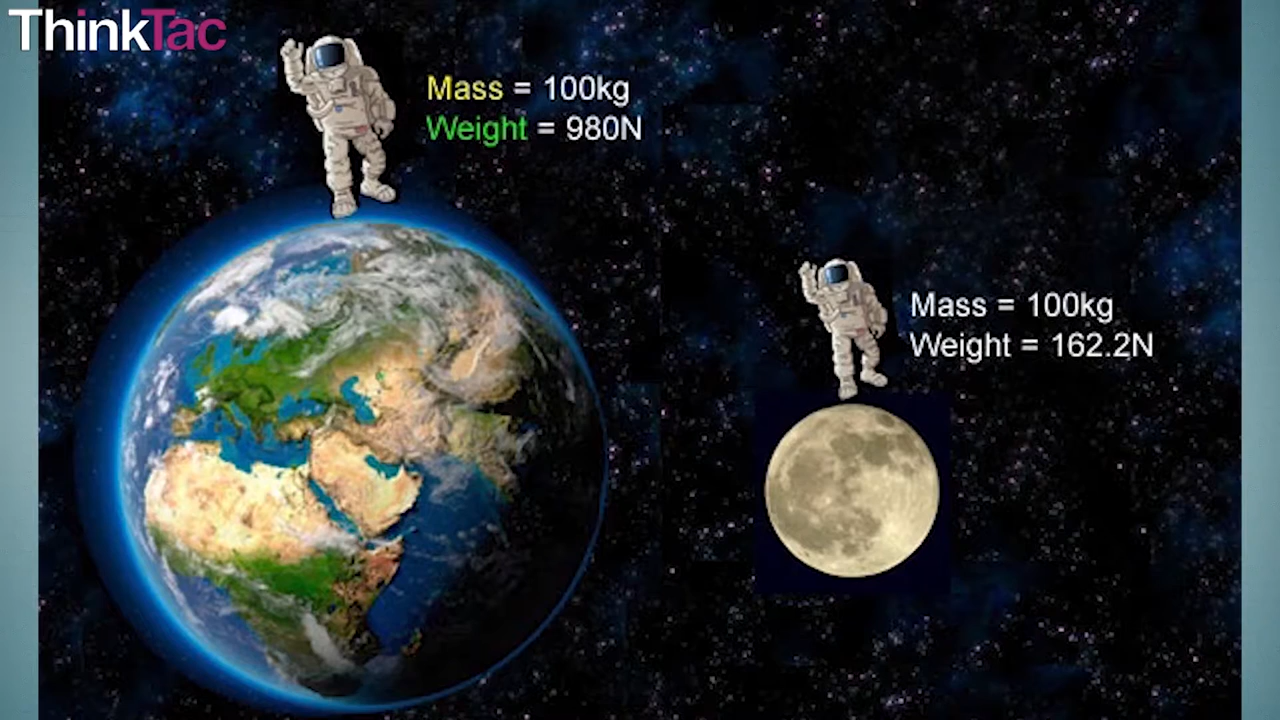 ThinkTac
Mass = 100kg
Weight = 980N
Mass = 100kg
Weight = 162.2N